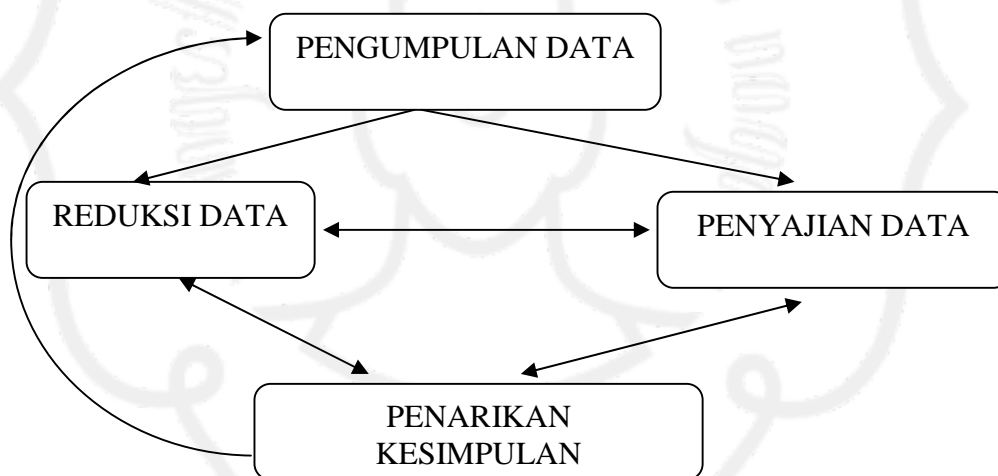 PENGUMPULAN DATA
REDUKSI DATA
PENYAJIAN DATA
PENARIKAN
KESIMPULAN